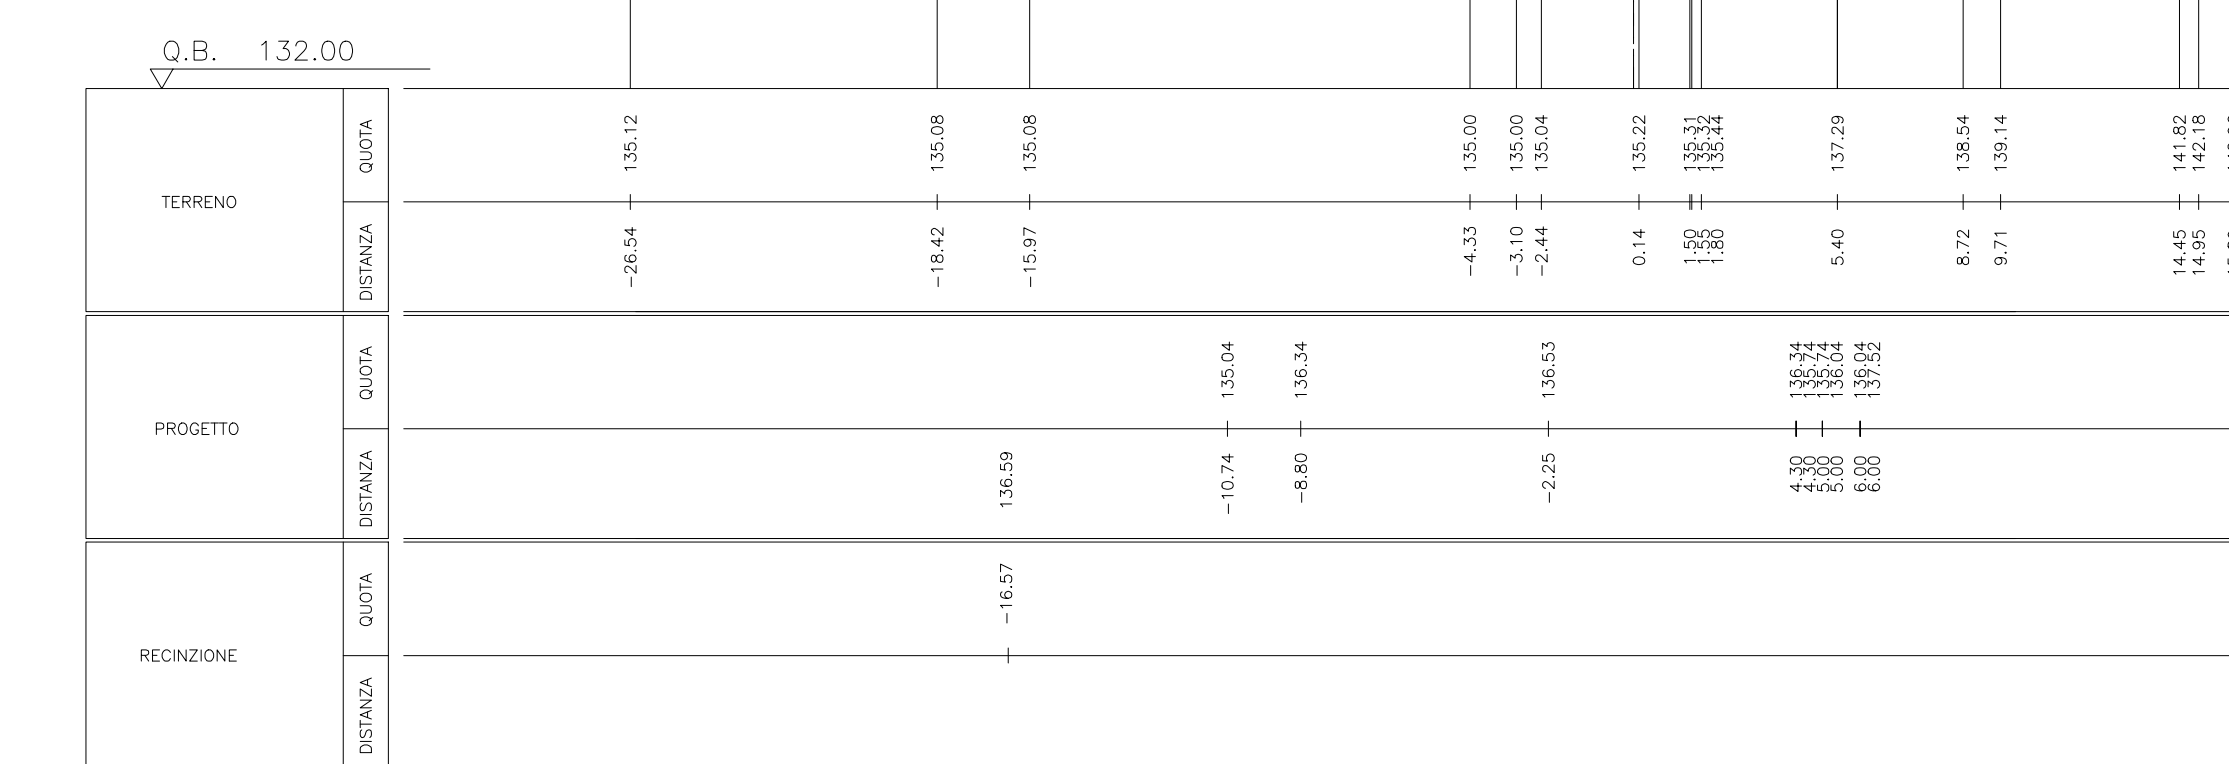 Q.B. 132.00
TERRENO
QUOTA
135.12 135.08 135.08 135.00 135.00 135.04 135.22 135.31 135.32 135.44 137.29 138.54 139.14 141.82 142.18
DISTANZA
-26.54 -18.42 -15.97 -4.33 -3.10 -2.44 0.14 1.50 1.55 1.80 5.40 8.72 9.71 14.45 14.95
PROGETTO
QUOTA
135.04 136.34 136.53 136.34 135.74 135.74 136.04 136.04 137.52
DISTANZA
136.59 -10.74 -8.80 -2.25 4.30 4.30 5.00 5.00 6.00 6.00
RECINZIONE
QUOTA
-16.57
DISTANZA